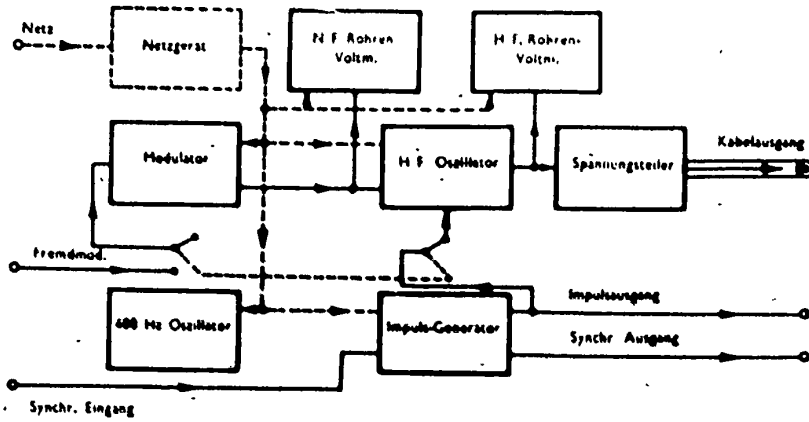 Netz
Netzgerät
N F Röhren
Voltm.
H F. Röhren-
Voltm.
Modulator
H F Oszillator
Spannungsteiler
Kabelausgang
Fremdmod.
600 Hz Oszillator
Impuls-Generator
Impulsausgang
Synchr. Ausgang
Synchr. Eingang